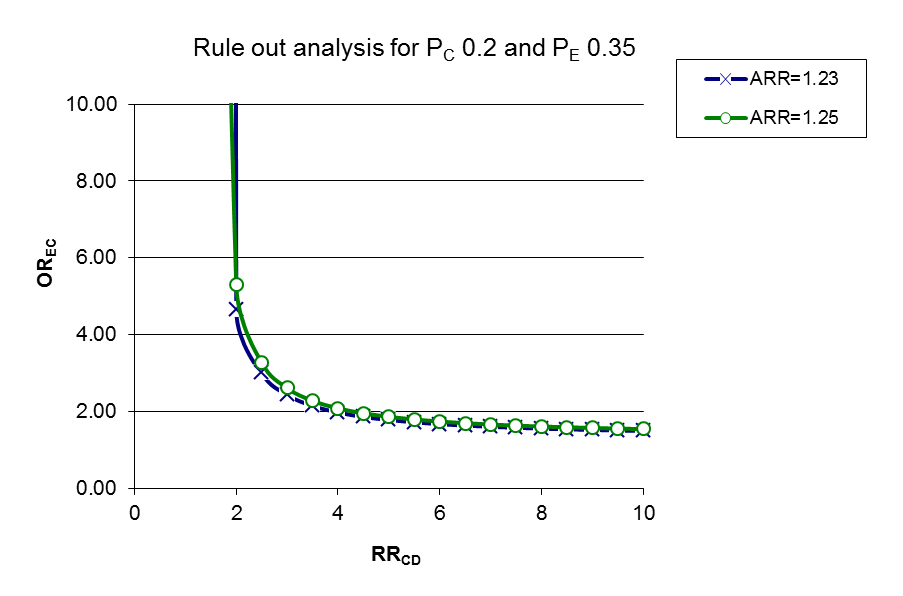 Rule out analysis for PC 0.2 and PE 0.35
ARR=1.23
ARR=1.25
10.00
8.00
6.00
4.00
2.00
0.00
OREC
0 2 4 6 8 10
RRCD